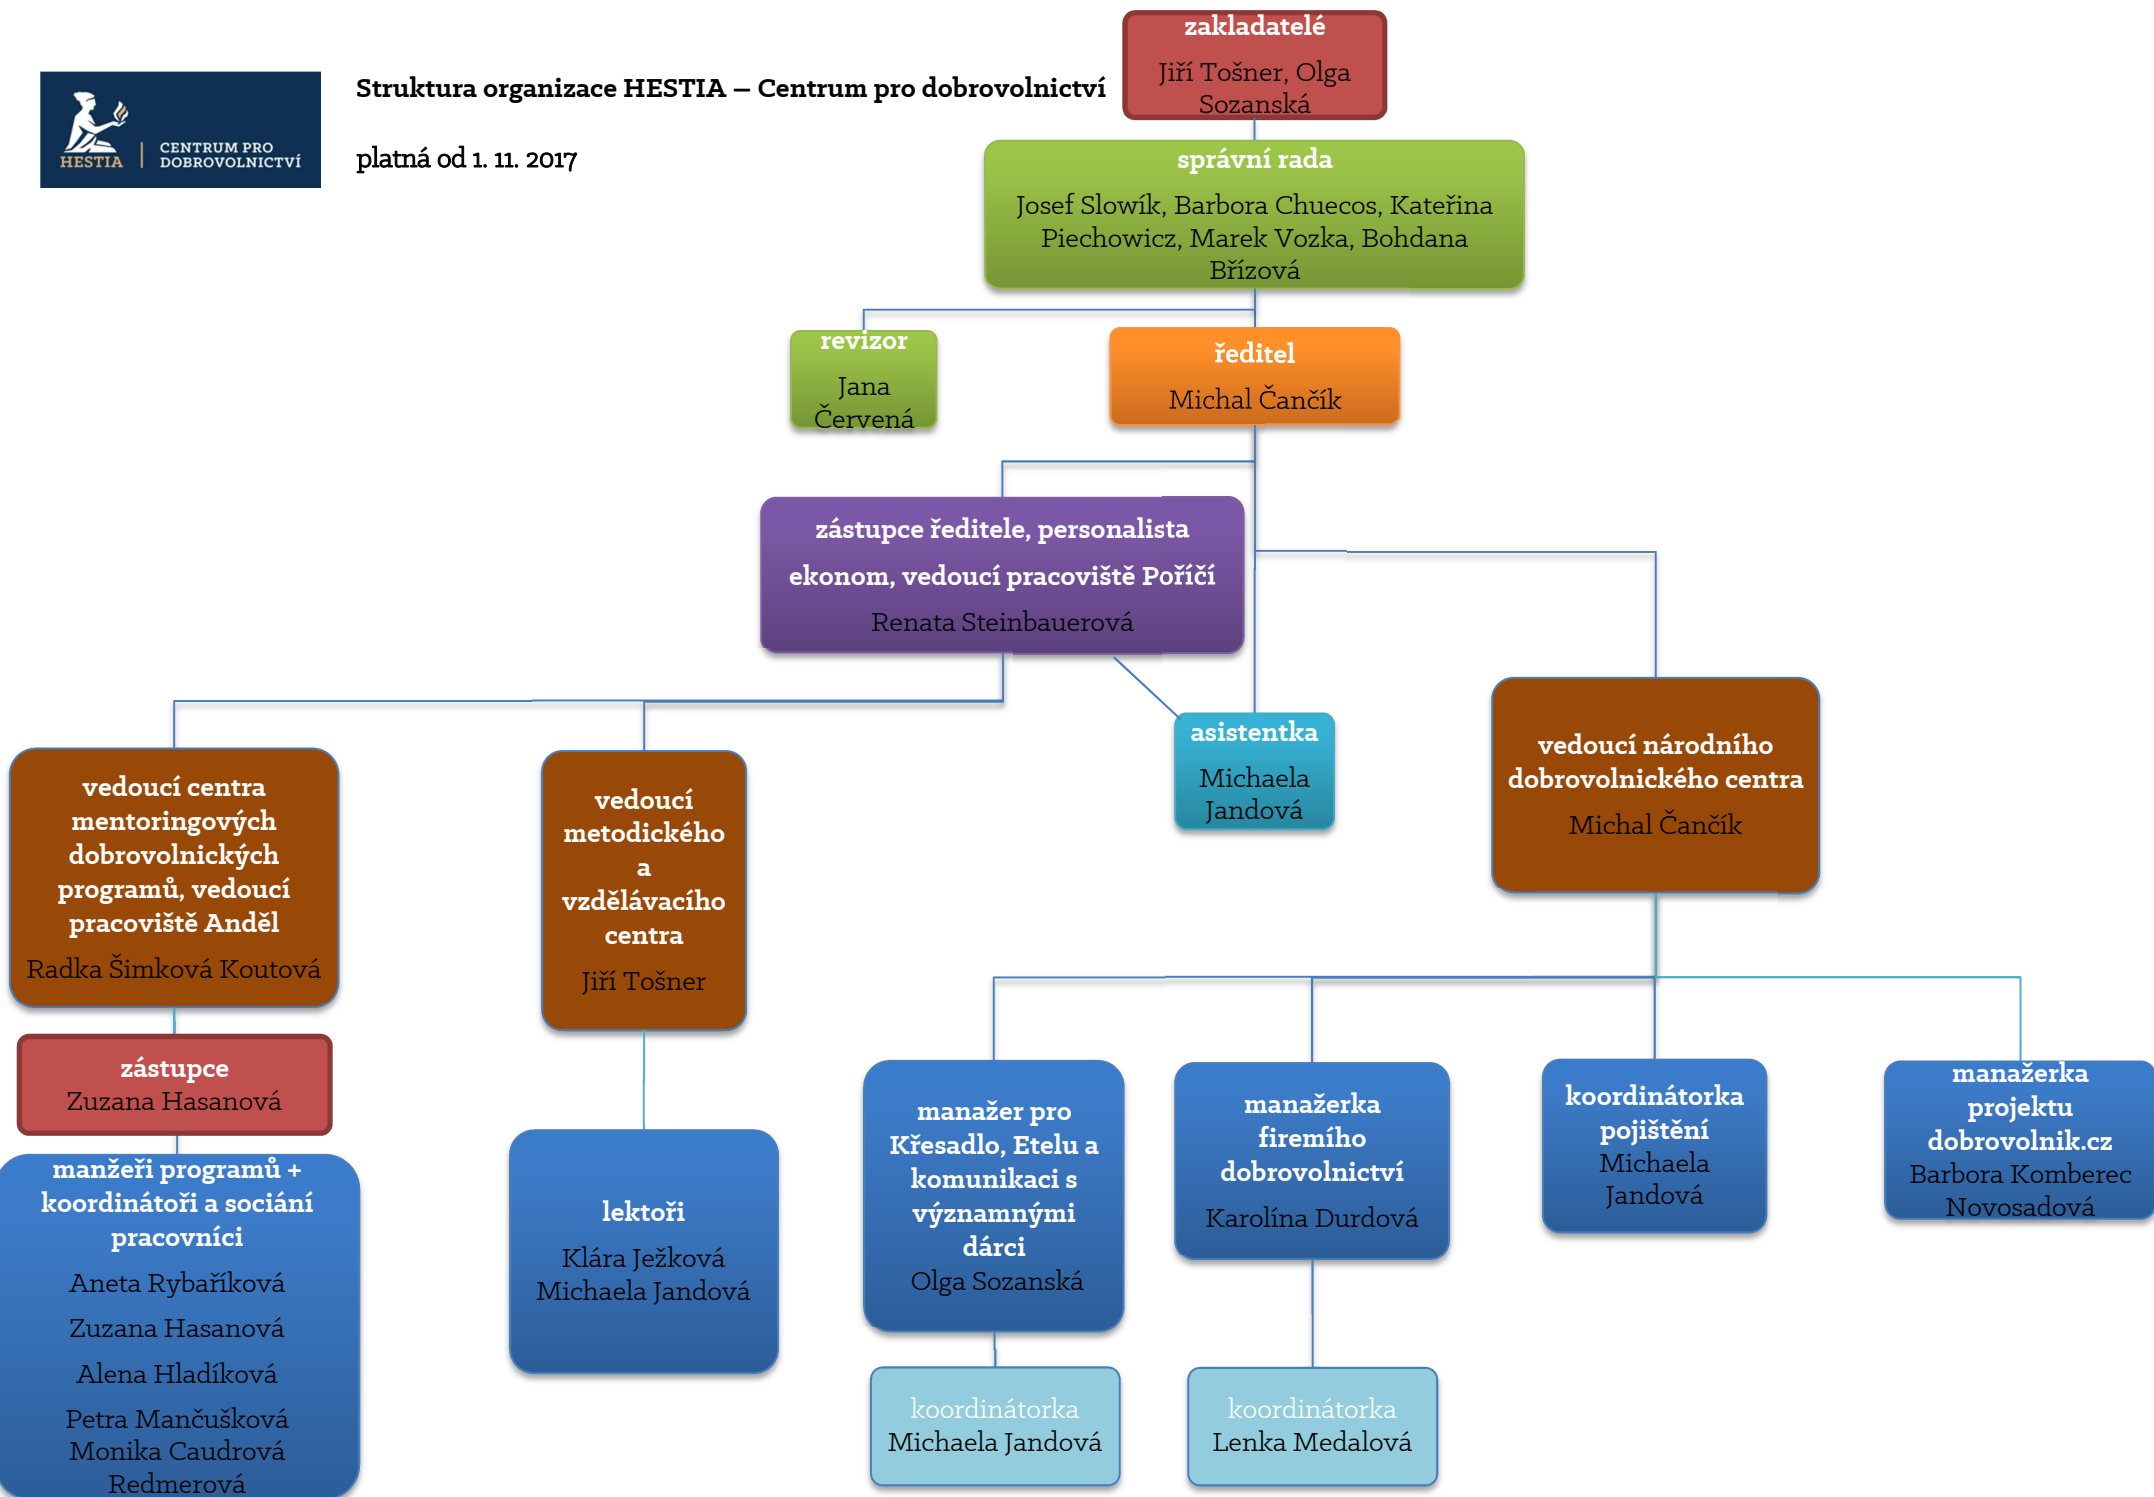 zakladatelé
Jiří Tošner, Olga
Sozanská
Struktura organizace HESTIA – Centrum pro dobrovolnictví
platná od 1. 11. 2017
HESTIA
CENTRUM PRO
DOBROVOLNICTVÍ
správní rada
Josef Slowík, Barbora Chuecos, Kateřina
Piechowicz, Marek Vozka, Bohdana
Břízová
revizor
Jana
Červená
ředitel
Michal Čančík
zástupce ředitele, personalista
ekonom, vedoucí pracoviště Poříčí
Renata Steinbauerová
asistentka
Michaela
Jandová
vedoucí národního
dobrovolnického centra
Michal Čančík
vedoucí centra
mentoringových
dobrovolnických
programů, vedoucí
pracoviště Anděl
Radka Šimková Koutová
vedoucí
metodického
a
vzdělávacího
centra
Jiří Tošner
zástupce
Zuzana Hasanová
manžeři programů +
koordinátoři a sociání
pracovníci
Aneta Rybaříková
Zuzana Hasanová
Alena Hladíková
Petra Mančušková
Monika Caudrová
Redmerová
lektoři
Klára Ježková
Michaela Jandová
manažer pro
Křesadlo, Etelu a
komunikaci s
významnými
dárci
Olga Sozanská
manažerka
firemího
dobrovolnictví
Karolína Durdová
koordinátorka
pojištění
Michaela
Jandová
manažerka
projektu
dobrovolnik.cz
Barbora Komberec
Novosadová
koordinátorka
Michaela Jandová
koordinátorka
Lenka Medalová